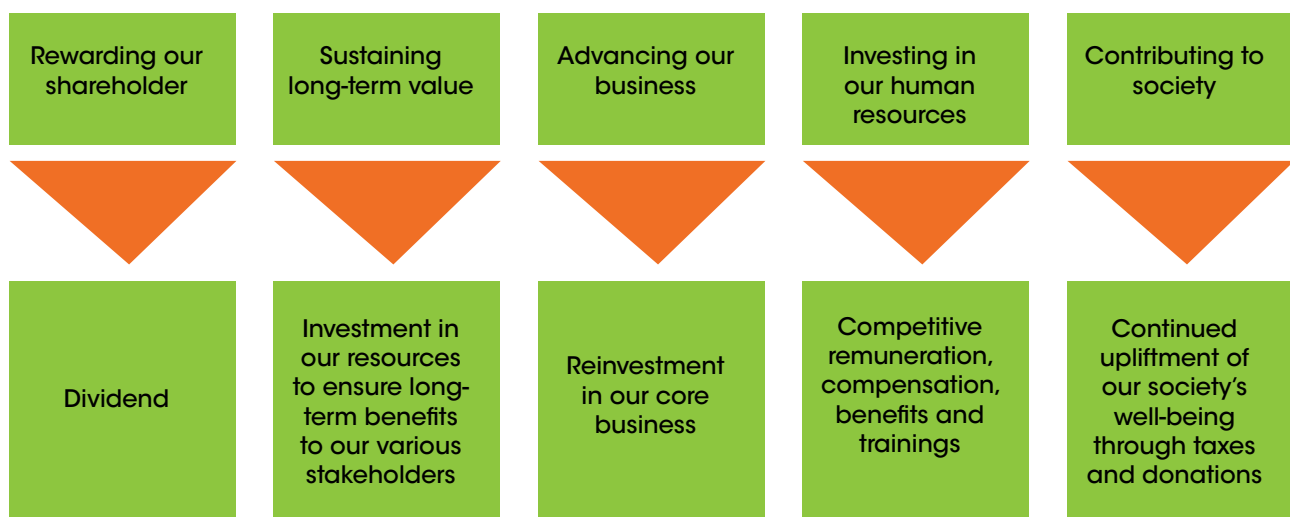 Rewarding our
shareholder
Sustaining
long-term value
Advancing our
business
Investing in
our human
resources
Contributing to
society
Dividend
Investment in
our resources
to ensure long-
term benefits
to our various
stakeholders
Reinvestment
in our core
business
Competitive
remuneration,
compensation,
benefits and
trainings
Continued
upliftment of
our society’s
well-being
through taxes
and donations